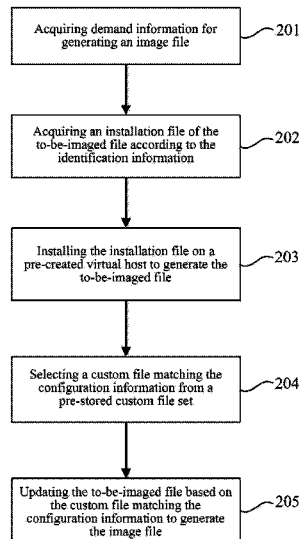 Acquiring demand information for
generating an image file
201
Acquiring an installation file of the
to-be-imaged file according to the
identification information
202
Installing the installation file on a
pre-created virtual host to generate the
to-be-imaged file
203
Selecting a custom file matching the
configuration information from a
pre-stored custom file set
204
Updating the to-be-imaged file based on
the custom file matching the
configuration information to generate
the image file
205